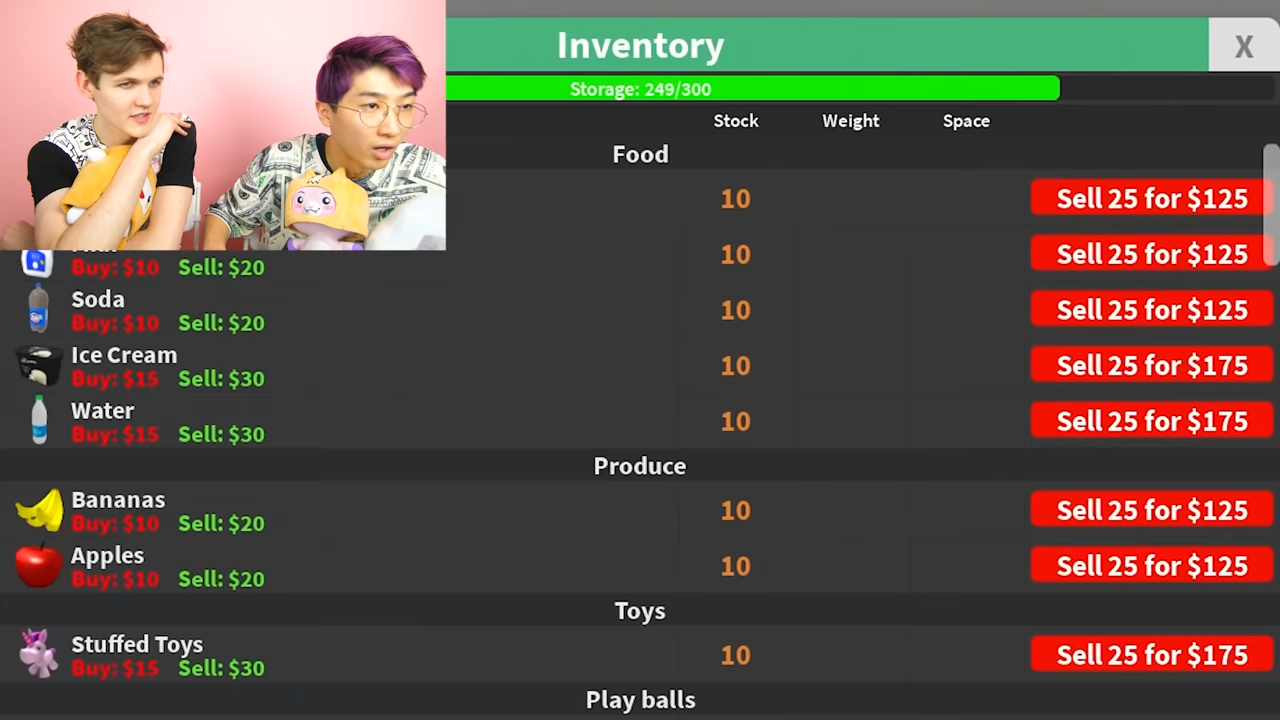 Inventory
X
Storage: 249/300
Stock Weight Space
Food
10 Sell 25 for $125
Buy: $10 Sell: $20 10 Sell 25 for $125
Soda
Buy: $10 Sell: $20 10 Sell 25 for $125
Ice Cream
Buy: $15 Sell: $30 10 Sell 25 for $175
Water
Buy: $15 Sell: $30 10 Sell 25 for $175
Produce
Bananas
Buy: $10 Sell: $20 10 Sell 25 for $125
Apples
Buy: $10 Sell: $20 10 Sell 25 for $125
Toys
Stuffed Toys
Buy: $15 Sell: $30 10 Sell 25 for $175
Play balls